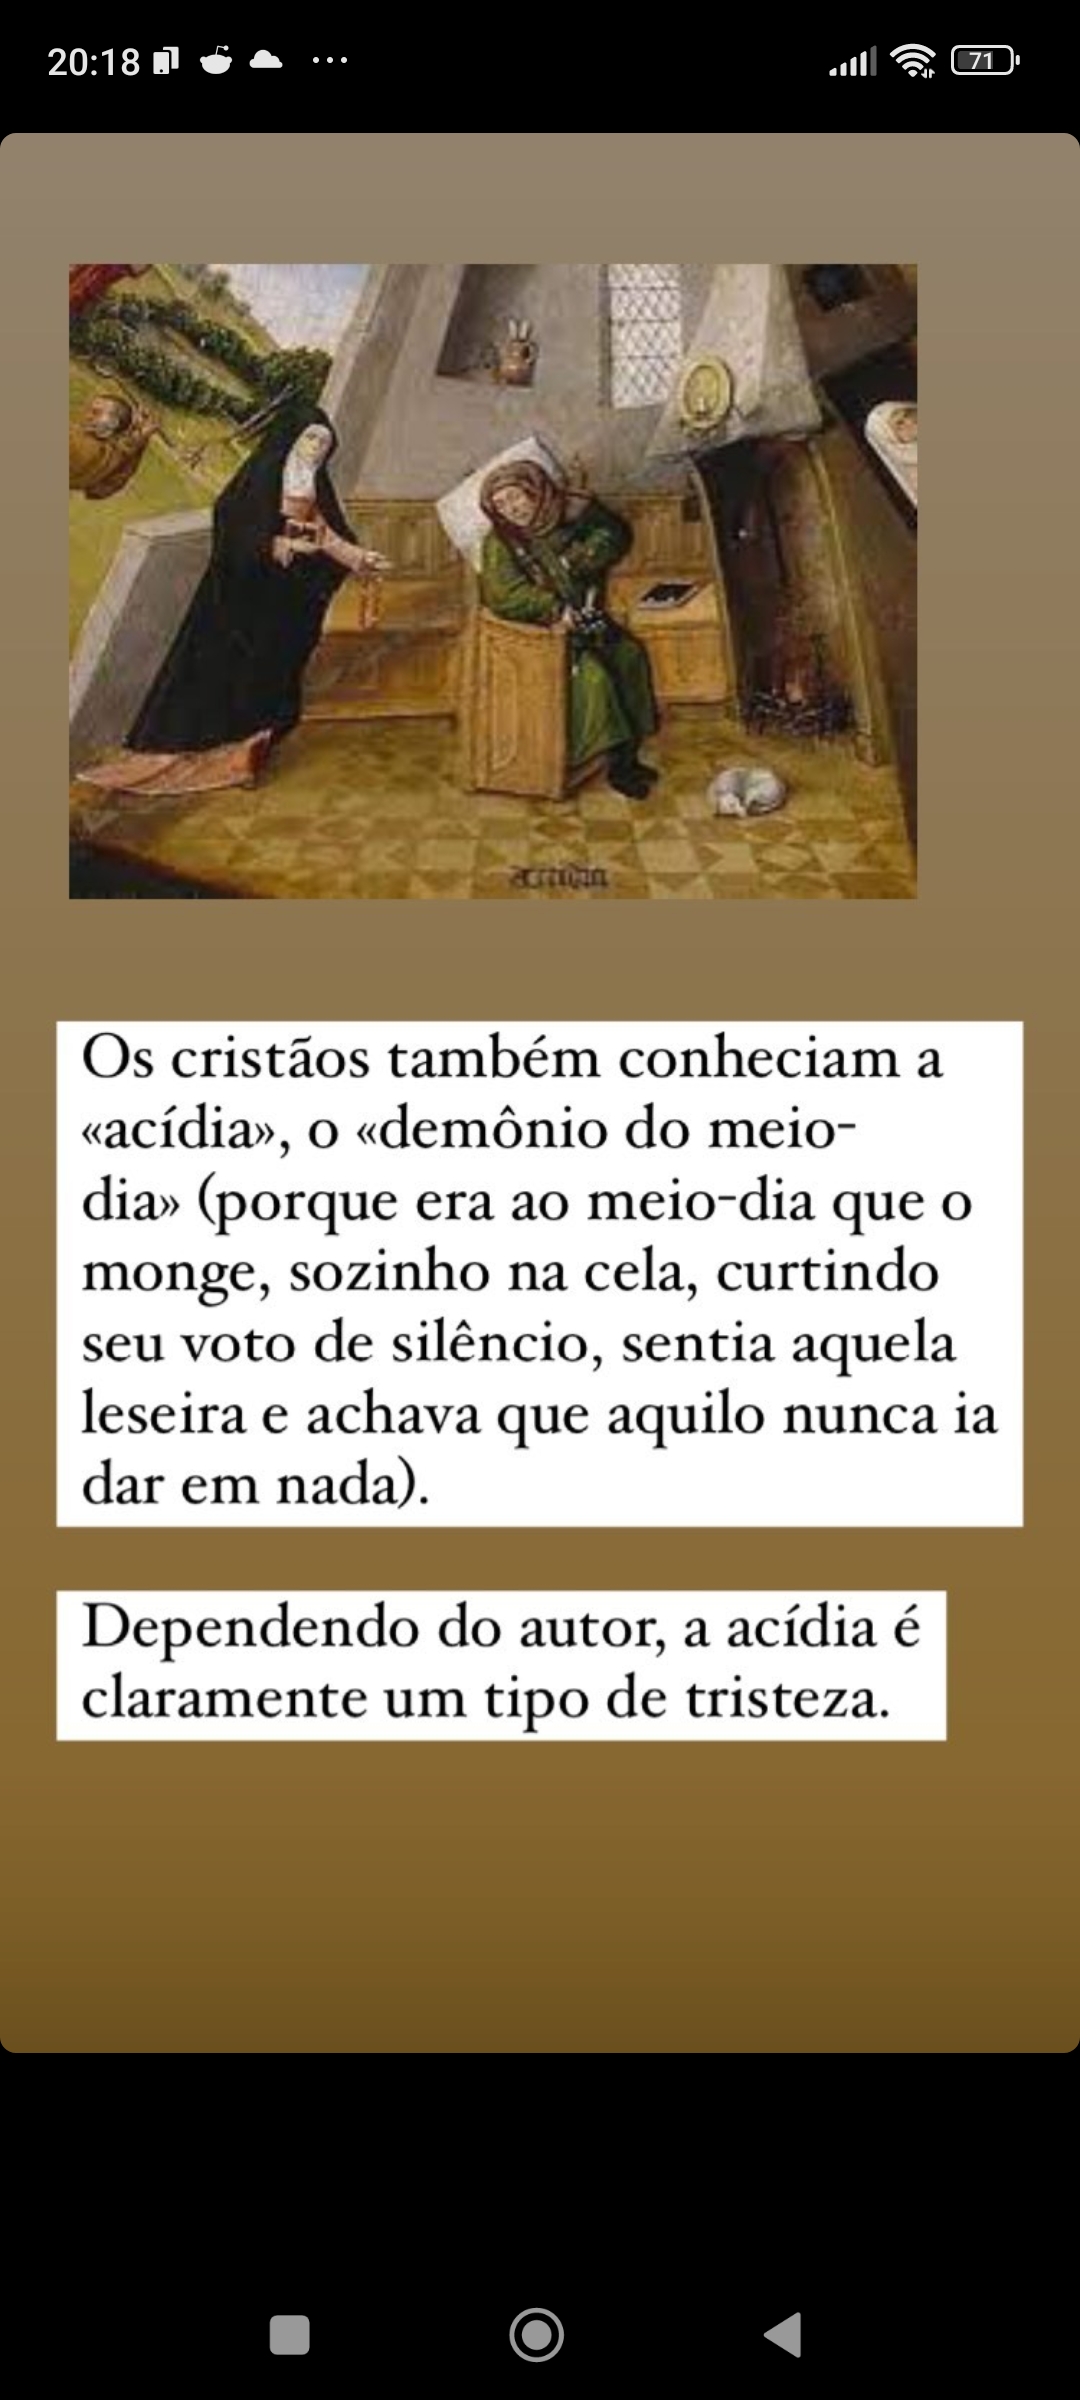 20:18
71
accidia
Os cristãos também conheciam a
«acídia», o «demônio do meio-
dia» (porque era ao meio-dia que o
monge, sozinho na cela, curtindo
seu voto de silêncio, sentia aquela
leseira e achava que aquilo nunca ia
dar em nada).
Dependendo do autor, a acídia é
claramente um tipo de tristeza.